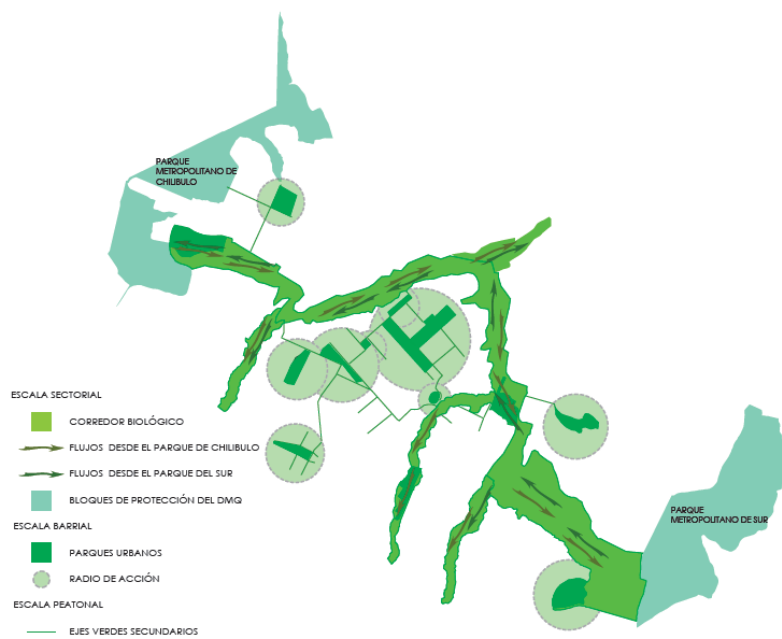 PARQUE
METROPOLITANO DE
CHILIBULO
ESCALA SECTORIAL
CORREDOR BIOLÓGICO
FLUJOS DESDE EL PARQUE DE CHILIBULO
FLUJOS DESDE EL PARQUE DEL SUR
BLOQUES DE PROTECCIÓN DEL DMQ
ESCALA BARRIAL
PARQUES URBANOS
RADIO DE ACCIÓN
ESCALA PEATONAL
EJES VERDES SECUNDARIOS
PARQUE
METROPOLITANO DE SUR